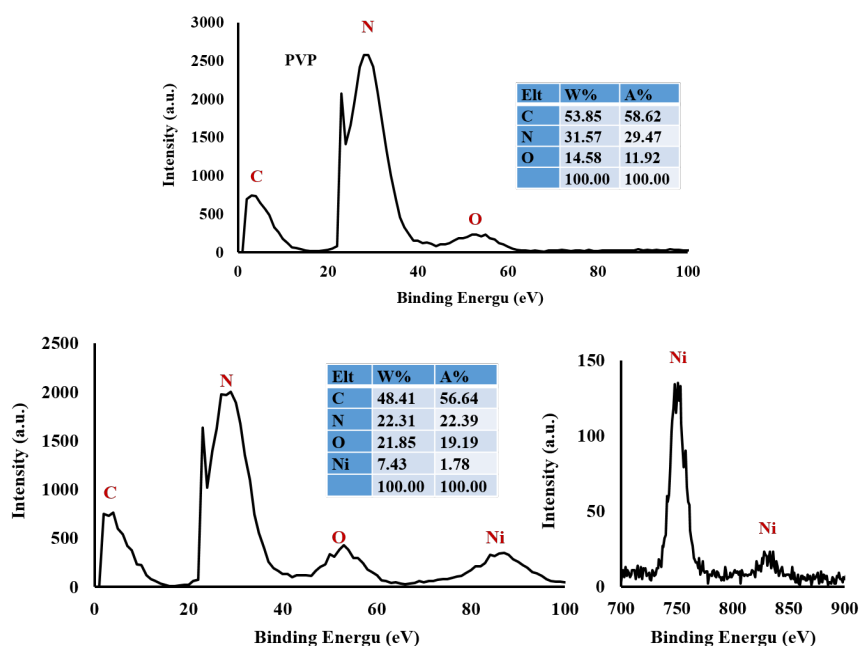 N
3000
2500
2000
1500
1000
500
0
Intensity (a.u.)
PVP
C
O
Elt W% A%
C 53.85 58.62
N 31.57 29.47
O 14.58 11.92
100.00 100.00
0 20 40 60 80 100
Binding Energu (eV)
2500
2000
1500
1000
500
0
Intensity (a.u.)
N
C
O
Ni
Elt W% A%
C 48.41 56.64
N 22.31 22.39
O 21.85 19.19
Ni 7.43 1.78
100.00 100.00
0 20 40 60 80 100
Binding Energu (eV)
150
100
50
0
Intensity (a.u.)
Ni
Ni
700 750 800 850 900
Binding Energu (eV)